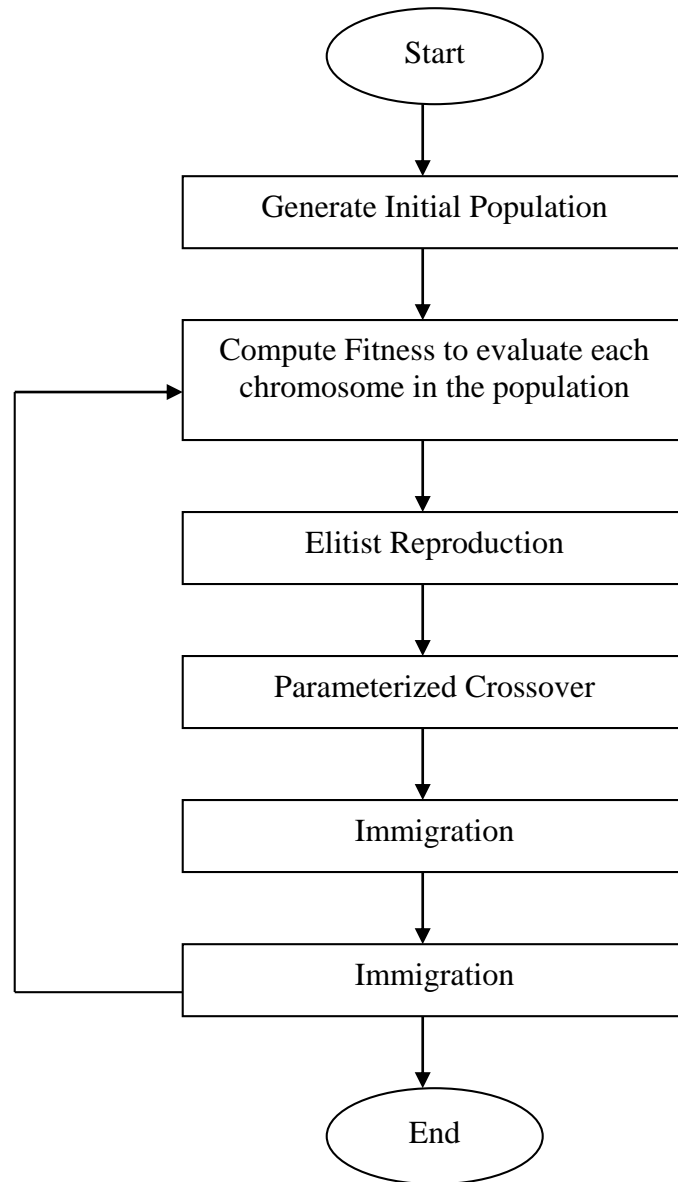 Start
Generate Initial Population
Compute Fitness to evaluate each
chromosome in the population
Elitist Reproduction
Parameterized Crossover
Immigration
Immigration
End